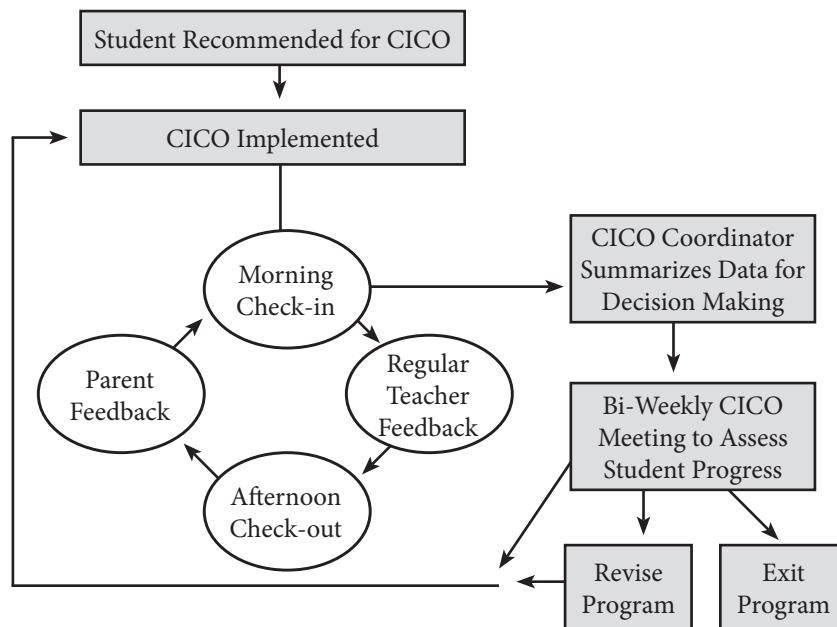 Student Recommended for CICO
CICO Implemented
Morning
Check-in
CICO Coordinator
Summarizes Data for
Decision Making
Parent
Feedback
Regular
Teacher
Feedback
Bi-Weekly CICO
Meeting to Assess
Student Progress
Afternoon
Check-out
Revise
Program
Exit
Program